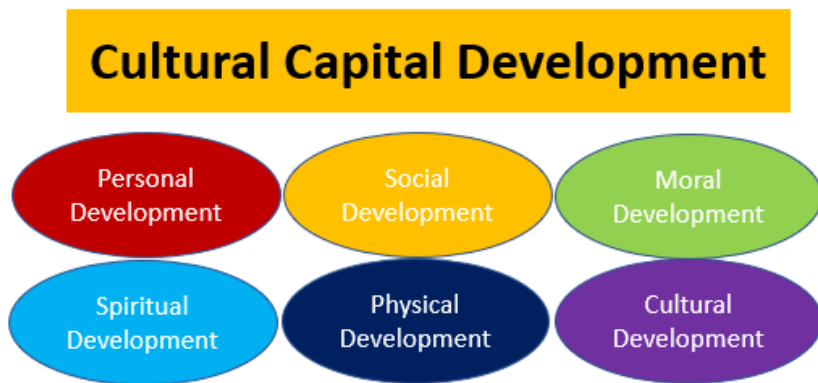 Cultural Capital Development
Personal
Development
Social
Development
Moral
Development
Spiritual
Development
Physical
Development
Cultural
Development